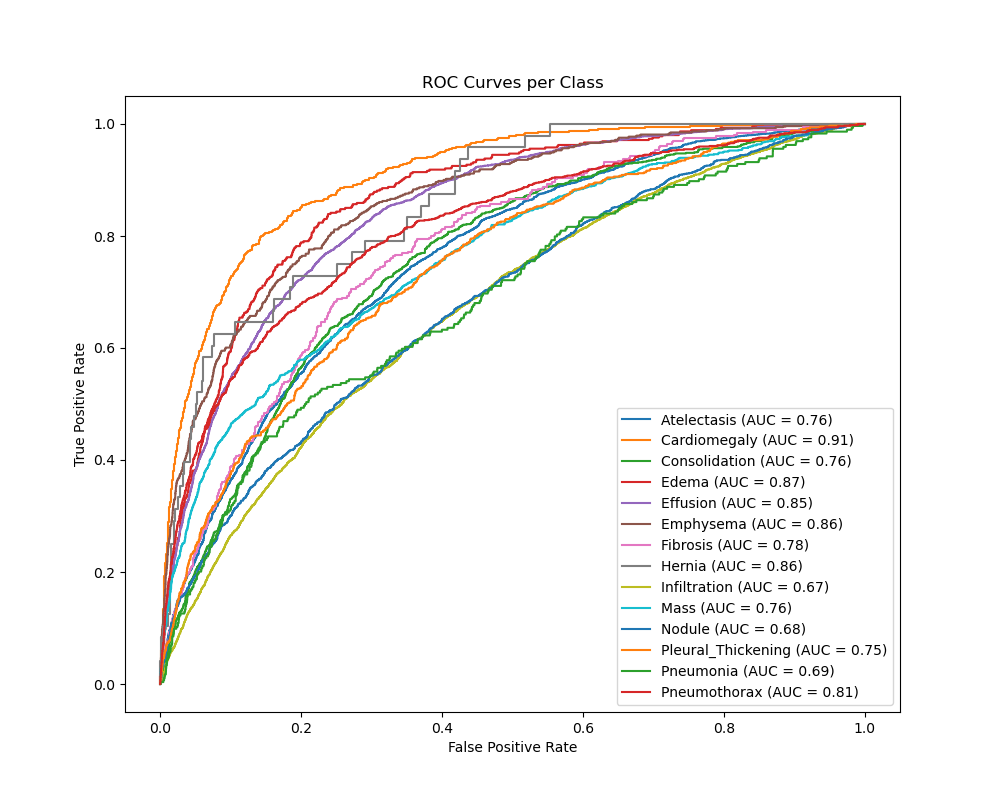 ROC Curves per Class
True Positive Rate
1.0
0.8
0.6
0.4
0.2
0.0
Atelectasis (AUC = 0.76)
Cardiomegaly (AUC = 0.91)
Consolidation (AUC = 0.76)
Edema (AUC = 0.87)
Effusion (AUC = 0.85)
Emphysema (AUC = 0.86)
Fibrosis (AUC = 0.78)
Hernia (AUC = 0.86)
Infiltration (AUC = 0.67)
Mass (AUC = 0.76)
Nodule (AUC = 0.68)
Pleural_Thickening (AUC = 0.75)
Pneumonia (AUC = 0.69)
Pneumothorax (AUC = 0.81)
0.0 0.2 0.4 0.6 0.8 1.0
False Positive Rate